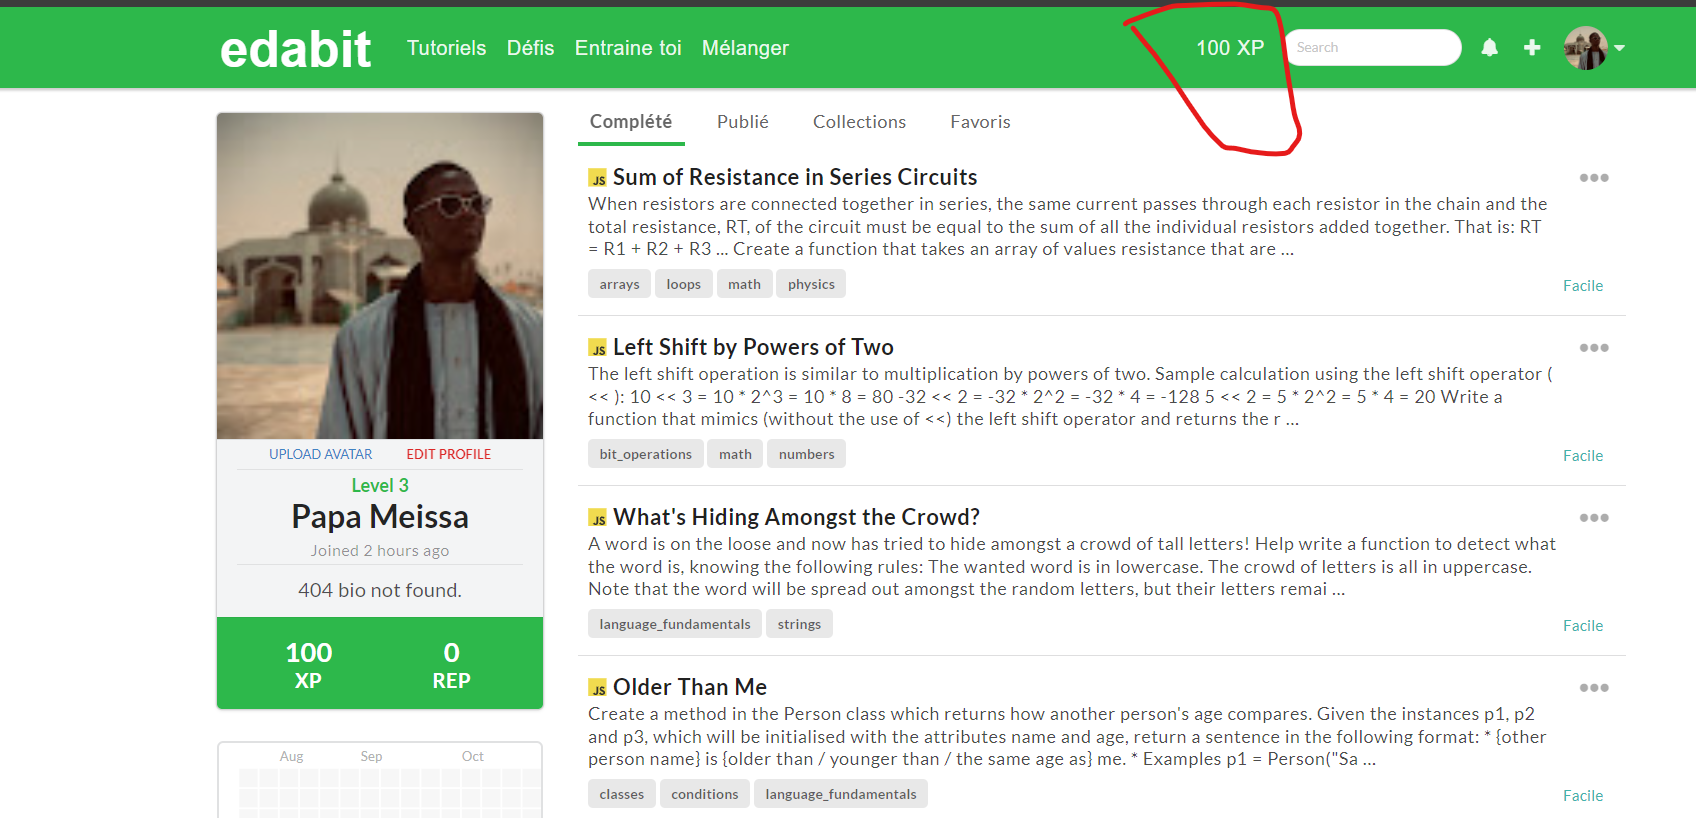 edabit
Tutoriels Défis Entraine toi Mélanger
100 XP
Search
UPLOAD AVATAR EDIT PROFILE
Level 3
Papa Meissa
Joined 2 hours ago
404 bio not found.
100 0
XP REP
Aug Sep Oct
Complété Publié Collections Favoris
JS Sum of Resistance in Series Circuits
When resistors are connected together in series, the same current passes through each resistor in the chain and the
total resistance, RT, of the circuit must be equal to the sum of all the individual resistors added together. That is: RT
= R1 + R2 + R3 ... Create a function that takes an array of values resistance that are ...
arrays loops math physics
Facile
JS Left Shift by Powers of Two
The left shift operation is similar to multiplication by powers of two. Sample calculation using the left shift operator (
<< ): 10 << 3 = 10 * 2^3 = 10 * 8 = 80 -32 << 2 = -32 * 2^2 = -32 * 4 = -128 5 << 2 = 5 * 2^2 = 5 * 4 = 20 Write a
function that mimics (without the use of <<) the left shift operator and returns the r ...
bit_operations math numbers
Facile
JS What's Hiding Amongst the Crowd?
A word is on the loose and now has tried to hide amongst a crowd of tall letters! Help write a function to detect what
the word is, knowing the following rules: The wanted word is in lowercase. The crowd of letters is all in uppercase.
Note that the word will be spread out amongst the random letters, but their letters remai ...
language_fundamentals strings
Facile
JS Older Than Me
Create a method in the Person class which returns how another person's age compares. Given the instances p1, p2
and p3, which will be initialised with the attributes name and age, return a sentence in the following format: * {other
person name} is {older than / younger than / the same age as} me. * Examples p1 = Person("Sa ...
classes conditions language_fundamentals
Facile